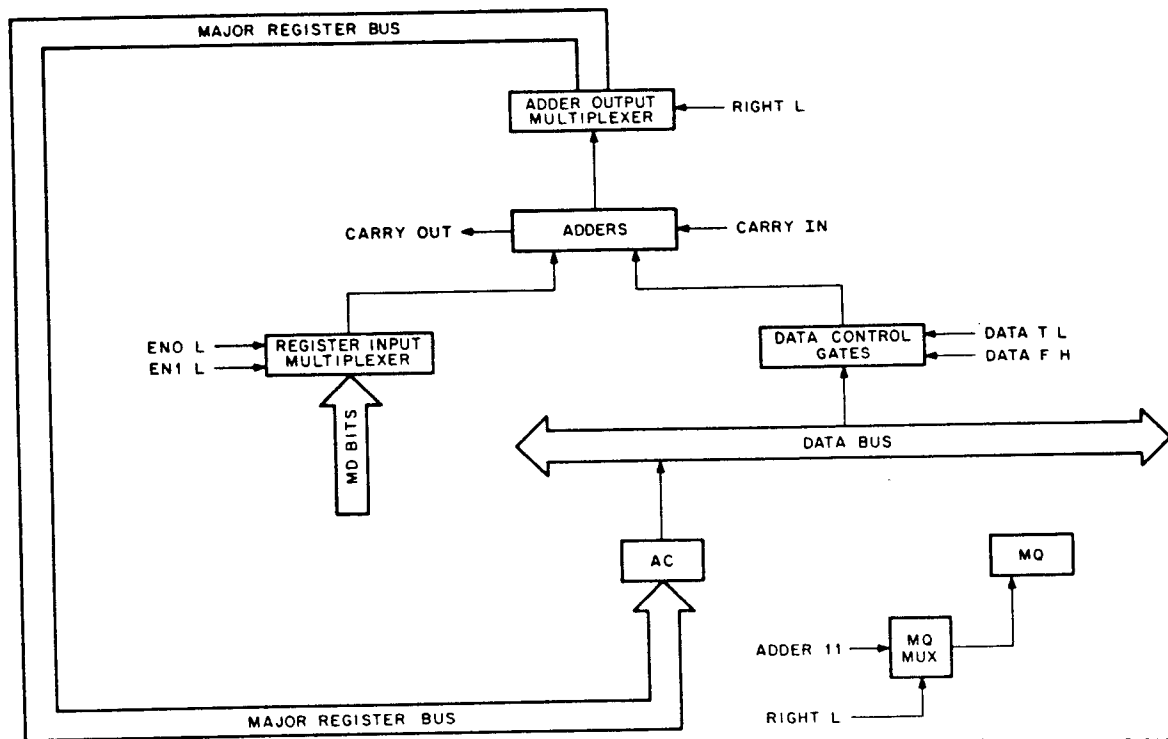 MAJOR REGISTER BUS
ADDER OUTPUT
MULTIPLEXER
RIGHT L
CARRY OUT
ADDERS
CARRY IN
EN0 L
EN1 L
REGISTER INPUT
MULTIPLEXER
DATA CONTROL
GATES
DATA T L
DATA F H
MD BITS
DATA BUS
AC
MQ
ADDER 11
MQ
MUX
RIGHT L
MAJOR REGISTER BUS